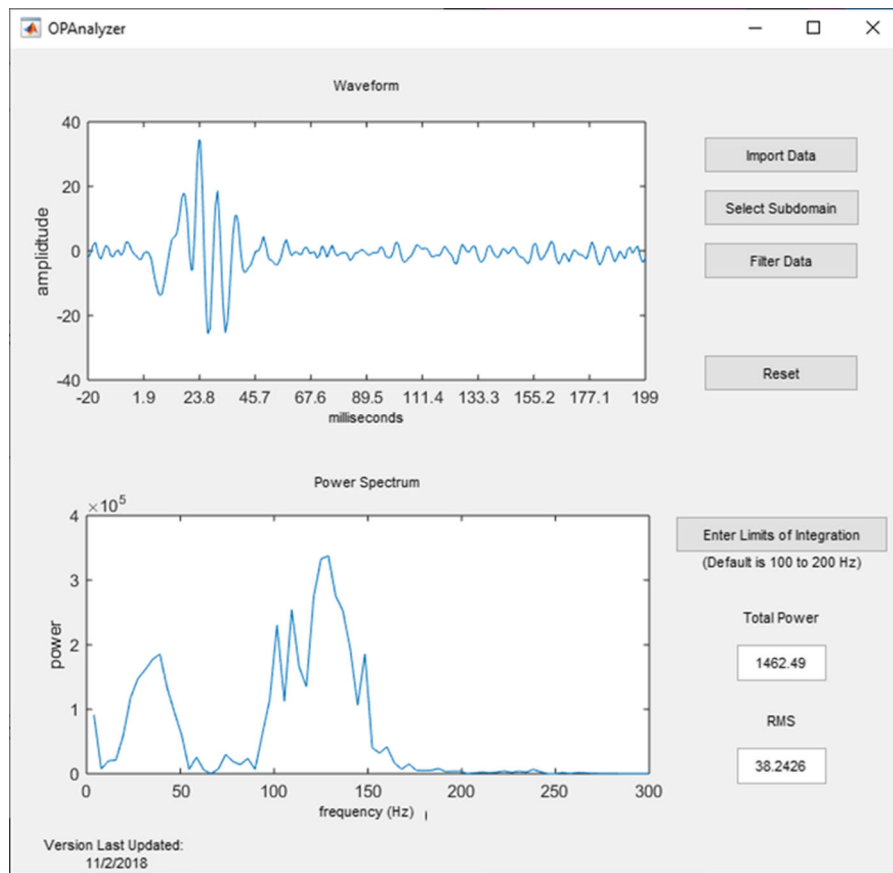 OPAnalyzer
Waveform
40
20
0
-20
-40
amplidtude
-20 1.9 23.8 45.7 67.6 89.5 111.4 133.3 155.2 177.1 199
milliseconds
Import Data
Select Subdomain
Filter Data
Reset
Power Spectrum
×10^5
4
3
2
1
0
power
0 50 100 150 200 250 300
frequency (Hz)
Enter Limits of Integration
(Default is 100 to 200 Hz)
Total Power
1462.49
RMS
38.2426
Version Last Updated:
11/2/2018